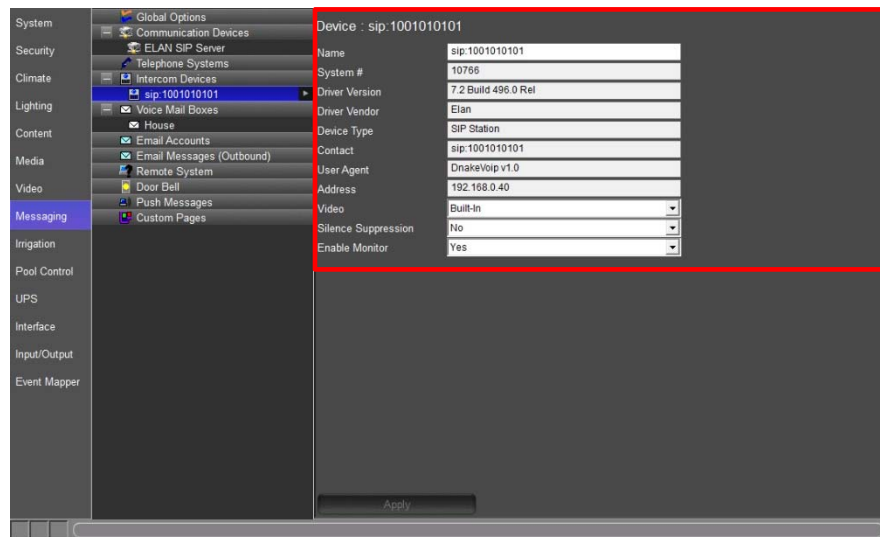 System
Security
Climate
Lighting
Content
Media
Video
Messaging
Irrigation
Pool Control
UPS
Interface
Input/Output
Event Mapper
Global Options
Communication Devices
ELAN SIP Server
Telephone Systems
Intercom Devices
sip:1001010101
Voice Mail Boxes
House
Email Accounts
Email Messages (Outbound)
Remote System
Door Bell
Push Messages
Custom Pages
Device : sip:1001010101
Name sip:1001010101
System # 10766
Driver Version 7.2 Build 496.0 Rel
Driver Vendor Elan
Device Type SIP Station
Contact sip:1001010101
User Agent DnakeVoip v1.0
Address 192.168.0.40
Video Built-In
Silence Suppression No
Enable Monitor Yes
Apply